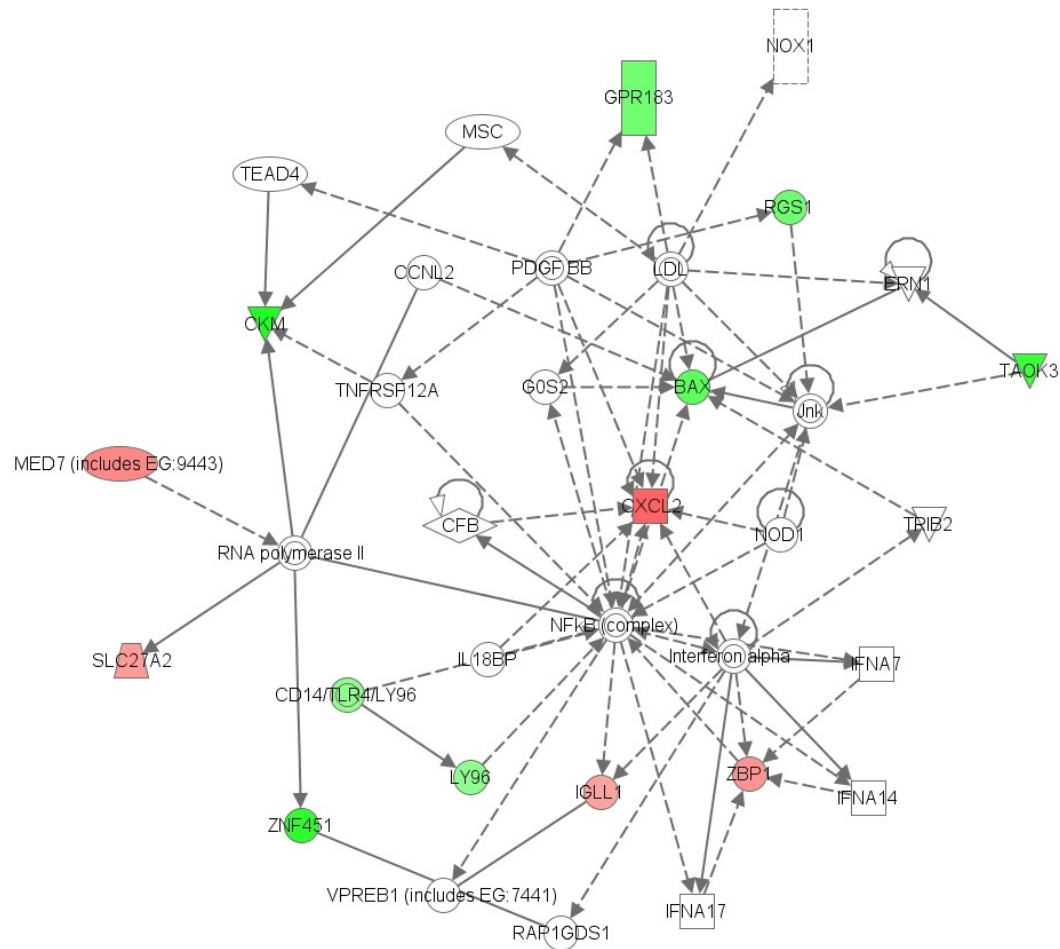 NOX1
GPR183
MSC
TEAD4
RGS1
CCNL2
PDGF BB
LDL
ERN1
CKM
TNFRSF12A
G0S2
BAX
TAOK3
Jnk
MED7 (includes EG:9443)
CXCL2
CFB
NOD1
TRIB2
RNA polymerase II
NFkB (complex)
SLC27A2
IL18BP
Interferon alpha
IFNA7
CD14/TLR4/LY96
LY96
IGLL1
ZBP1
IFNA14
ZNF451
VPREB1 (includes EG:7441)
RAP1GDS1
IFNA17